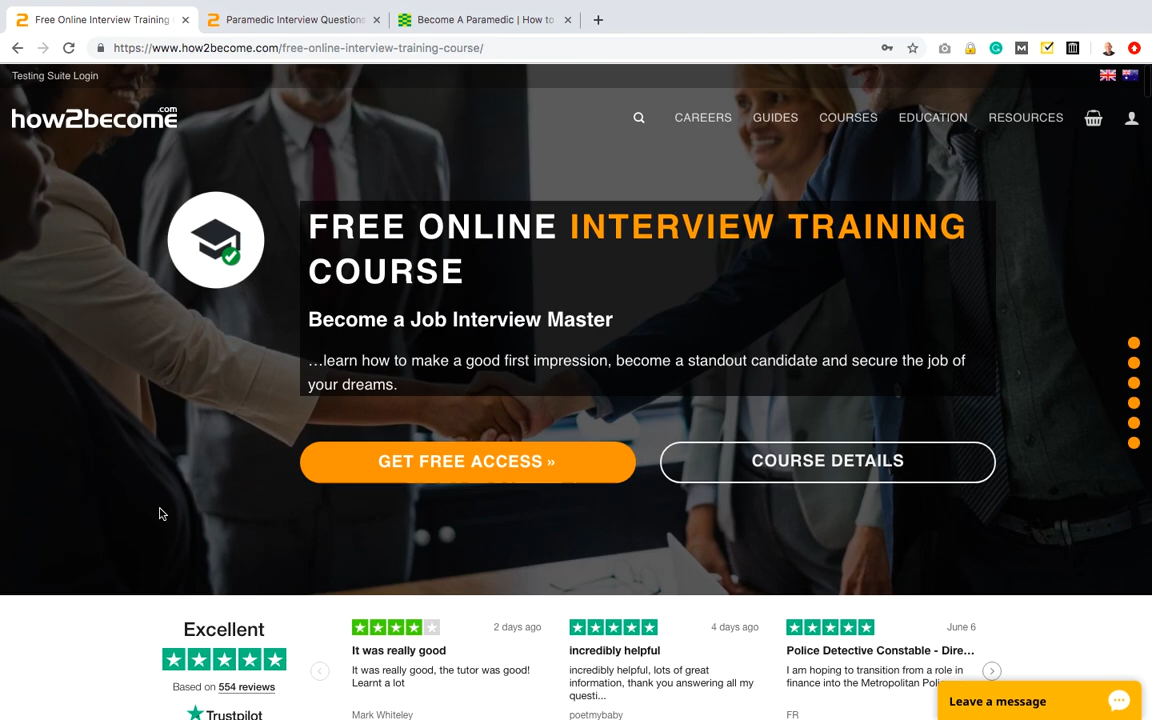 Free Online Interview Training
Paramedic Interview Questions
Become A Paramedic | How to
https://www.how2become.com/free-online-interview-training-course/
Testing Suite Login
how2become.com
CAREERS
GUIDES
COURSES
EDUCATION
RESOURCES
FREE ONLINE INTERVIEW TRAINING
COURSE
Become a Job Interview Master
...learn how to make a good first impression, become a standout candidate and secure the job of
your dreams.
GET FREE ACCESS »
COURSE DETAILS
Excellent
Based on 554 reviews
Trustpilot
2 days ago
It was really good
It was really good, the tutor was good!
Learnt a lot
Mark Whiteley
4 days ago
incredibly helpful
incredibly helpful, lots of great
information, thank you answering all my
questi...
poetmybaby
June 6
Police Detective Constable - Dire...
I am hoping to transition from a role in
finance into the Metropolitan
FR
Leave a message